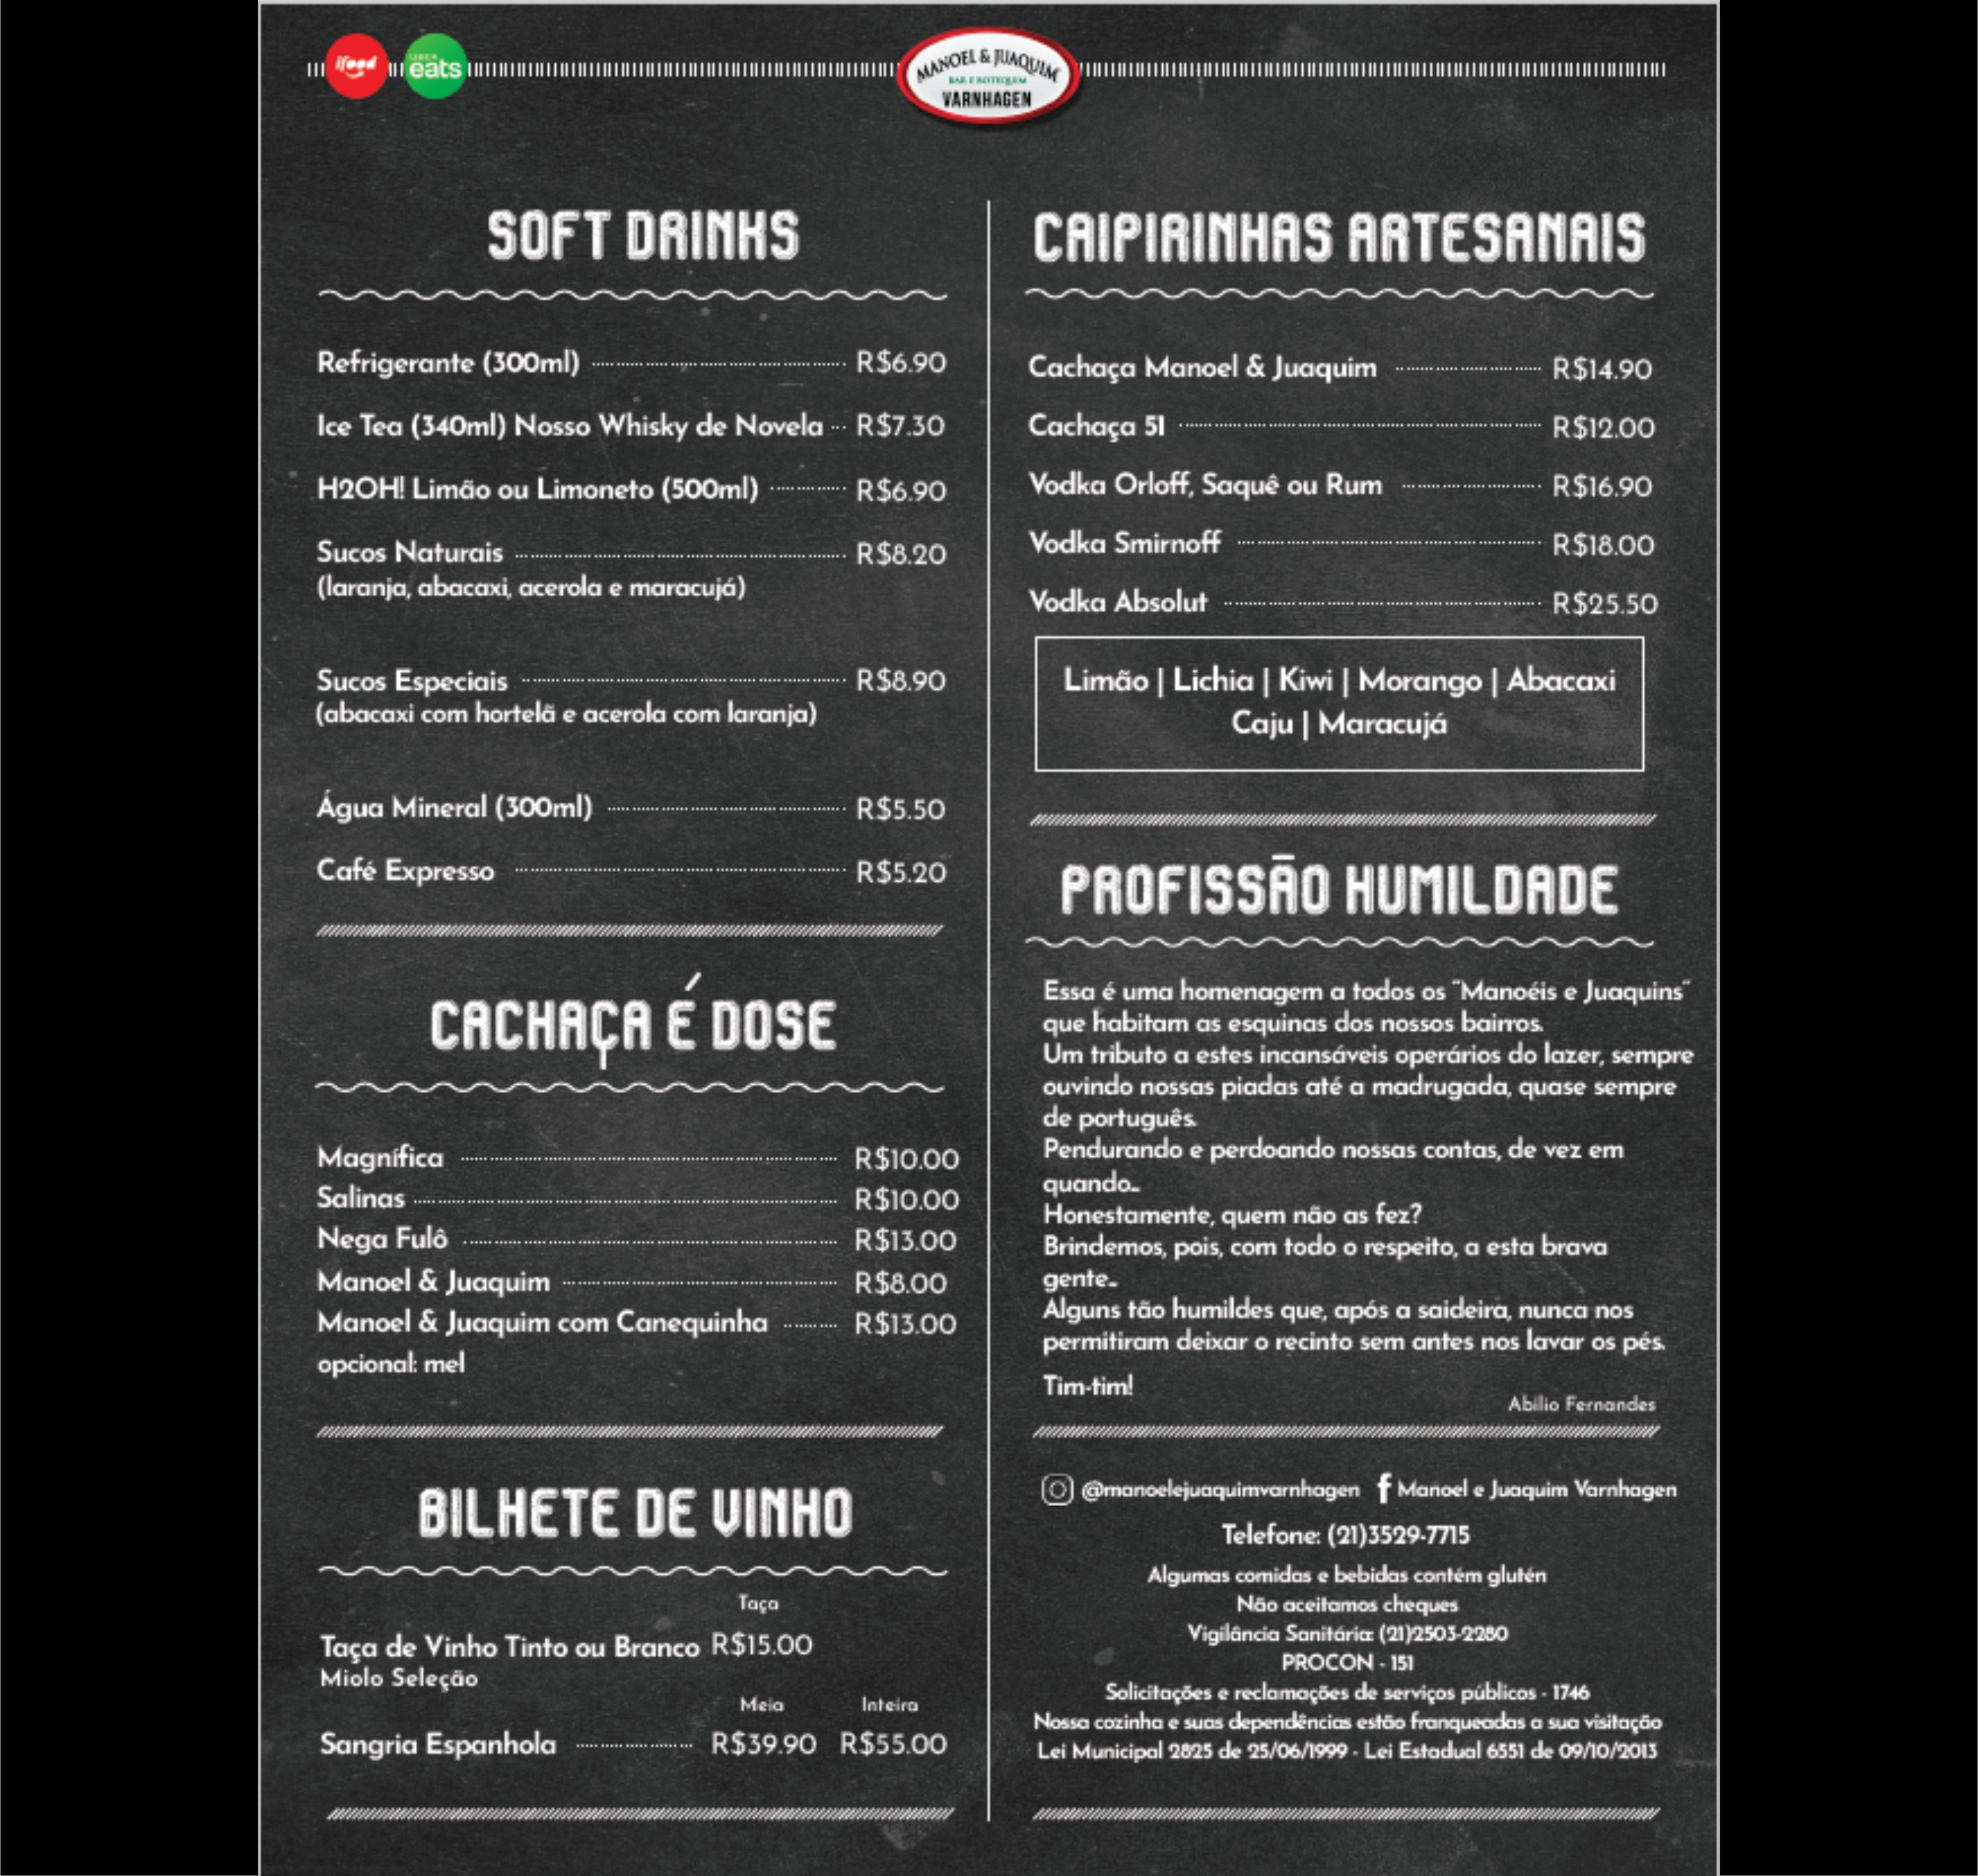 ifood
UBER
eats
MANOEL & JUAQUIM
BAR E BOTEQUIM
VARNHAGEN
SOFT DRINKS
Refrigerante (300ml) R$6.90
Ice Tea (340ml) Nosso Whisky de Novela R$7.30
H2OH! Limão ou Limoneto (500ml) R$6.90
Sucos Naturais R$8.20
(laranja, abacaxi, acerola e maracujá)
Sucos Especiais R$8.90
(abacaxi com hortelã e acerola com laranja)
Água Mineral (300ml) R$5.50
Café Expresso R$5.20
CACHAÇA É DOSE
Magnífica R$10.00
Salinas R$10.00
Nega Fulô R$13.00
Manoel & Juaquim R$8.00
Manoel & Juaquim com Canequinha R$13.00
opcional: mel
BILHETE DE VINHO
Taça
Taça de Vinho Tinto ou Branco R$15.00
Miolo Seleção
Meia Inteira
Sangria Espanhola R$39.90 R$55.00
CAIPIRINHAS ARTESANAIS
Cachaça Manoel & Juaquim R$14.90
Cachaça 51 R$12.00
Vodka Orloff, Saquê ou Rum R$16.90
Vodka Smirnoff R$18.00
Vodka Absolut R$25.50
Limão | Lichia | Kiwi | Morango | Abacaxi
Caju | Maracujá
PROFISSÃO HUMILDADE
Essa é uma homenagem a todos os "Manoéis e Juaquins"
que habitam as esquinas dos nossos bairros.
Um tributo a estes incansáveis operários do lazer, sempre
ouvindo nossas piadas até a madrugada, quase sempre
de português.
Pendurando e perdoando nossas contas, de vez em
quando...
Honestamente, quem não as fez?
Brindemos, pois, com todo o respeito, a esta brava
gente...
Alguns tão humildes que, após a saideira, nunca nos
permitiram deixar o recinto sem antes nos lavar os pés.
Tim-tim!
Abílio Fernandes
@manoelejuaquimvarnhagen f Manoel e Juaquim Varnhagen
Telefone: (21)3529-7715
Algumas comidas e bebidas contém glutén
Não aceitamos cheques
Vigilância Sanitária: (21)2503-2280
PROCON - 151
Solicitações e reclamações de serviços públicos - 1746
Nossa cozinha e suas dependências estão franqueadas a sua visitação
Lei Municipal 2825 de 25/06/1999 - Lei Estadual 6551 de 09/10/2013